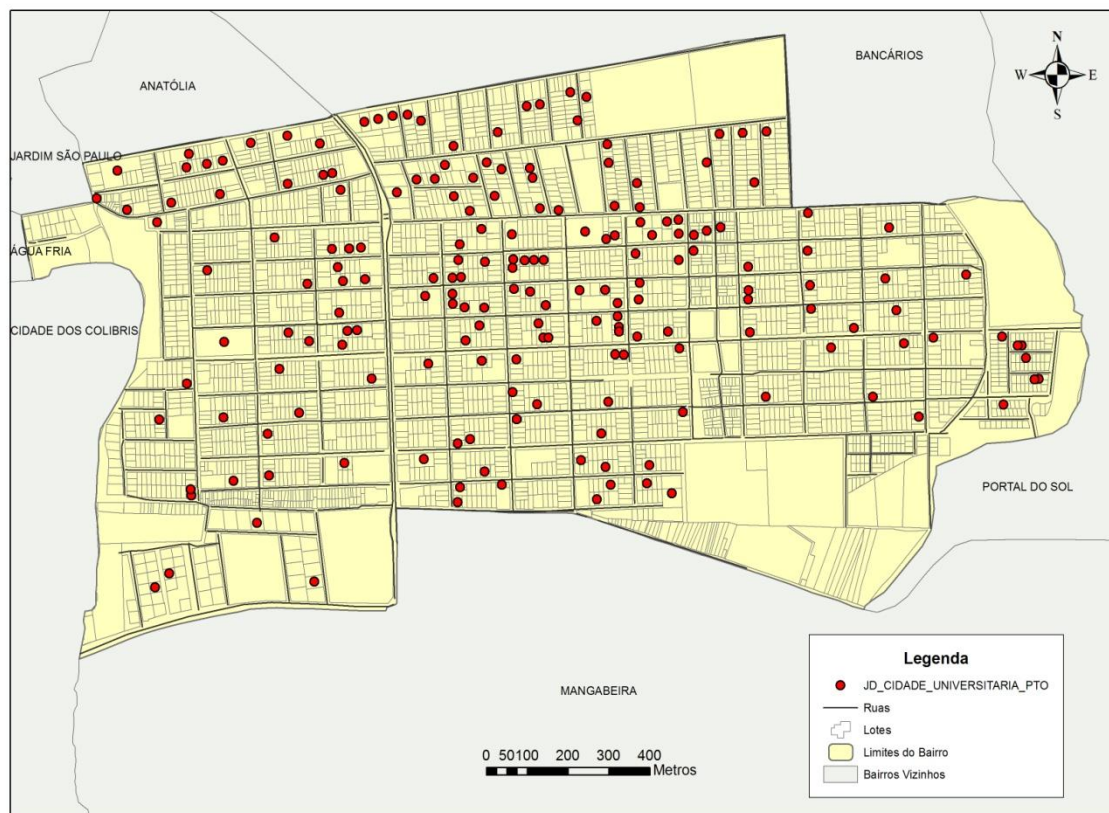 BANCÁRIOS
N
W E
S
ANATÓLIA
JARDIM SÃO PAULO
ÁGUA FRIA
CIDADE DOS COLIBRIS
PORTAL DO SOL
MANGABEIRA
Legenda
JD_CIDADE_UNIVERSITARIA_PTO
Ruas
Lotes
Limites do Bairro
Bairros Vizinhos
0 50100 200 300 400
Metros